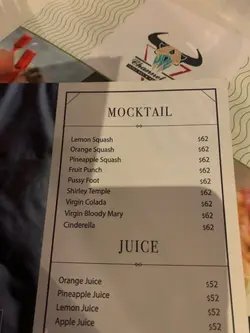 Channel
MOCKTAIL
Lemon Squash $62
Orange Squash $62
Pineapple Squash $62
Fruit Punch $62
Pussy Foot $62
Shirley Temple $62
Virgin Colada $62
Virgin Bloody Mary $62
Cinderella $62
JUICE
Orange Juice $52
Pineapple Juice $52
Lemon Juice $52
Apple Juice $52